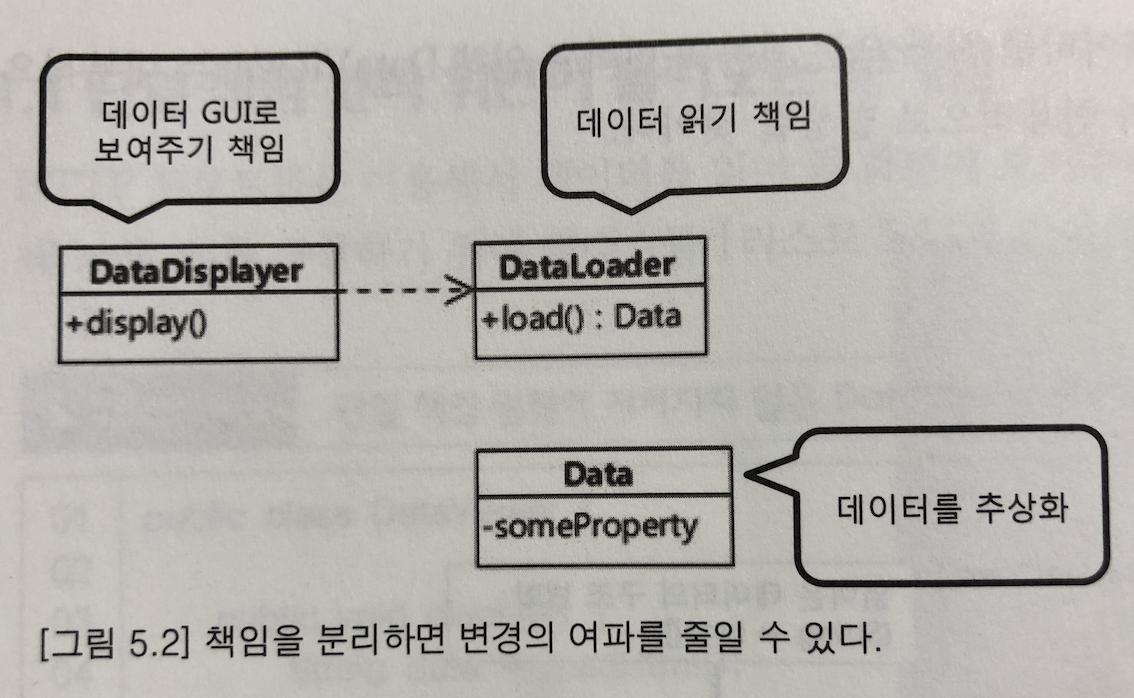 데이터 GUI로
보여주기 책임
데이터 읽기 책임
DataDisplayer
+display()
DataLoader
+load() : Data
Data
-someProperty
데이터를 추상화
[그림 5.2] 책임을 분리하면 변경의 여파를 줄일 수 있다.